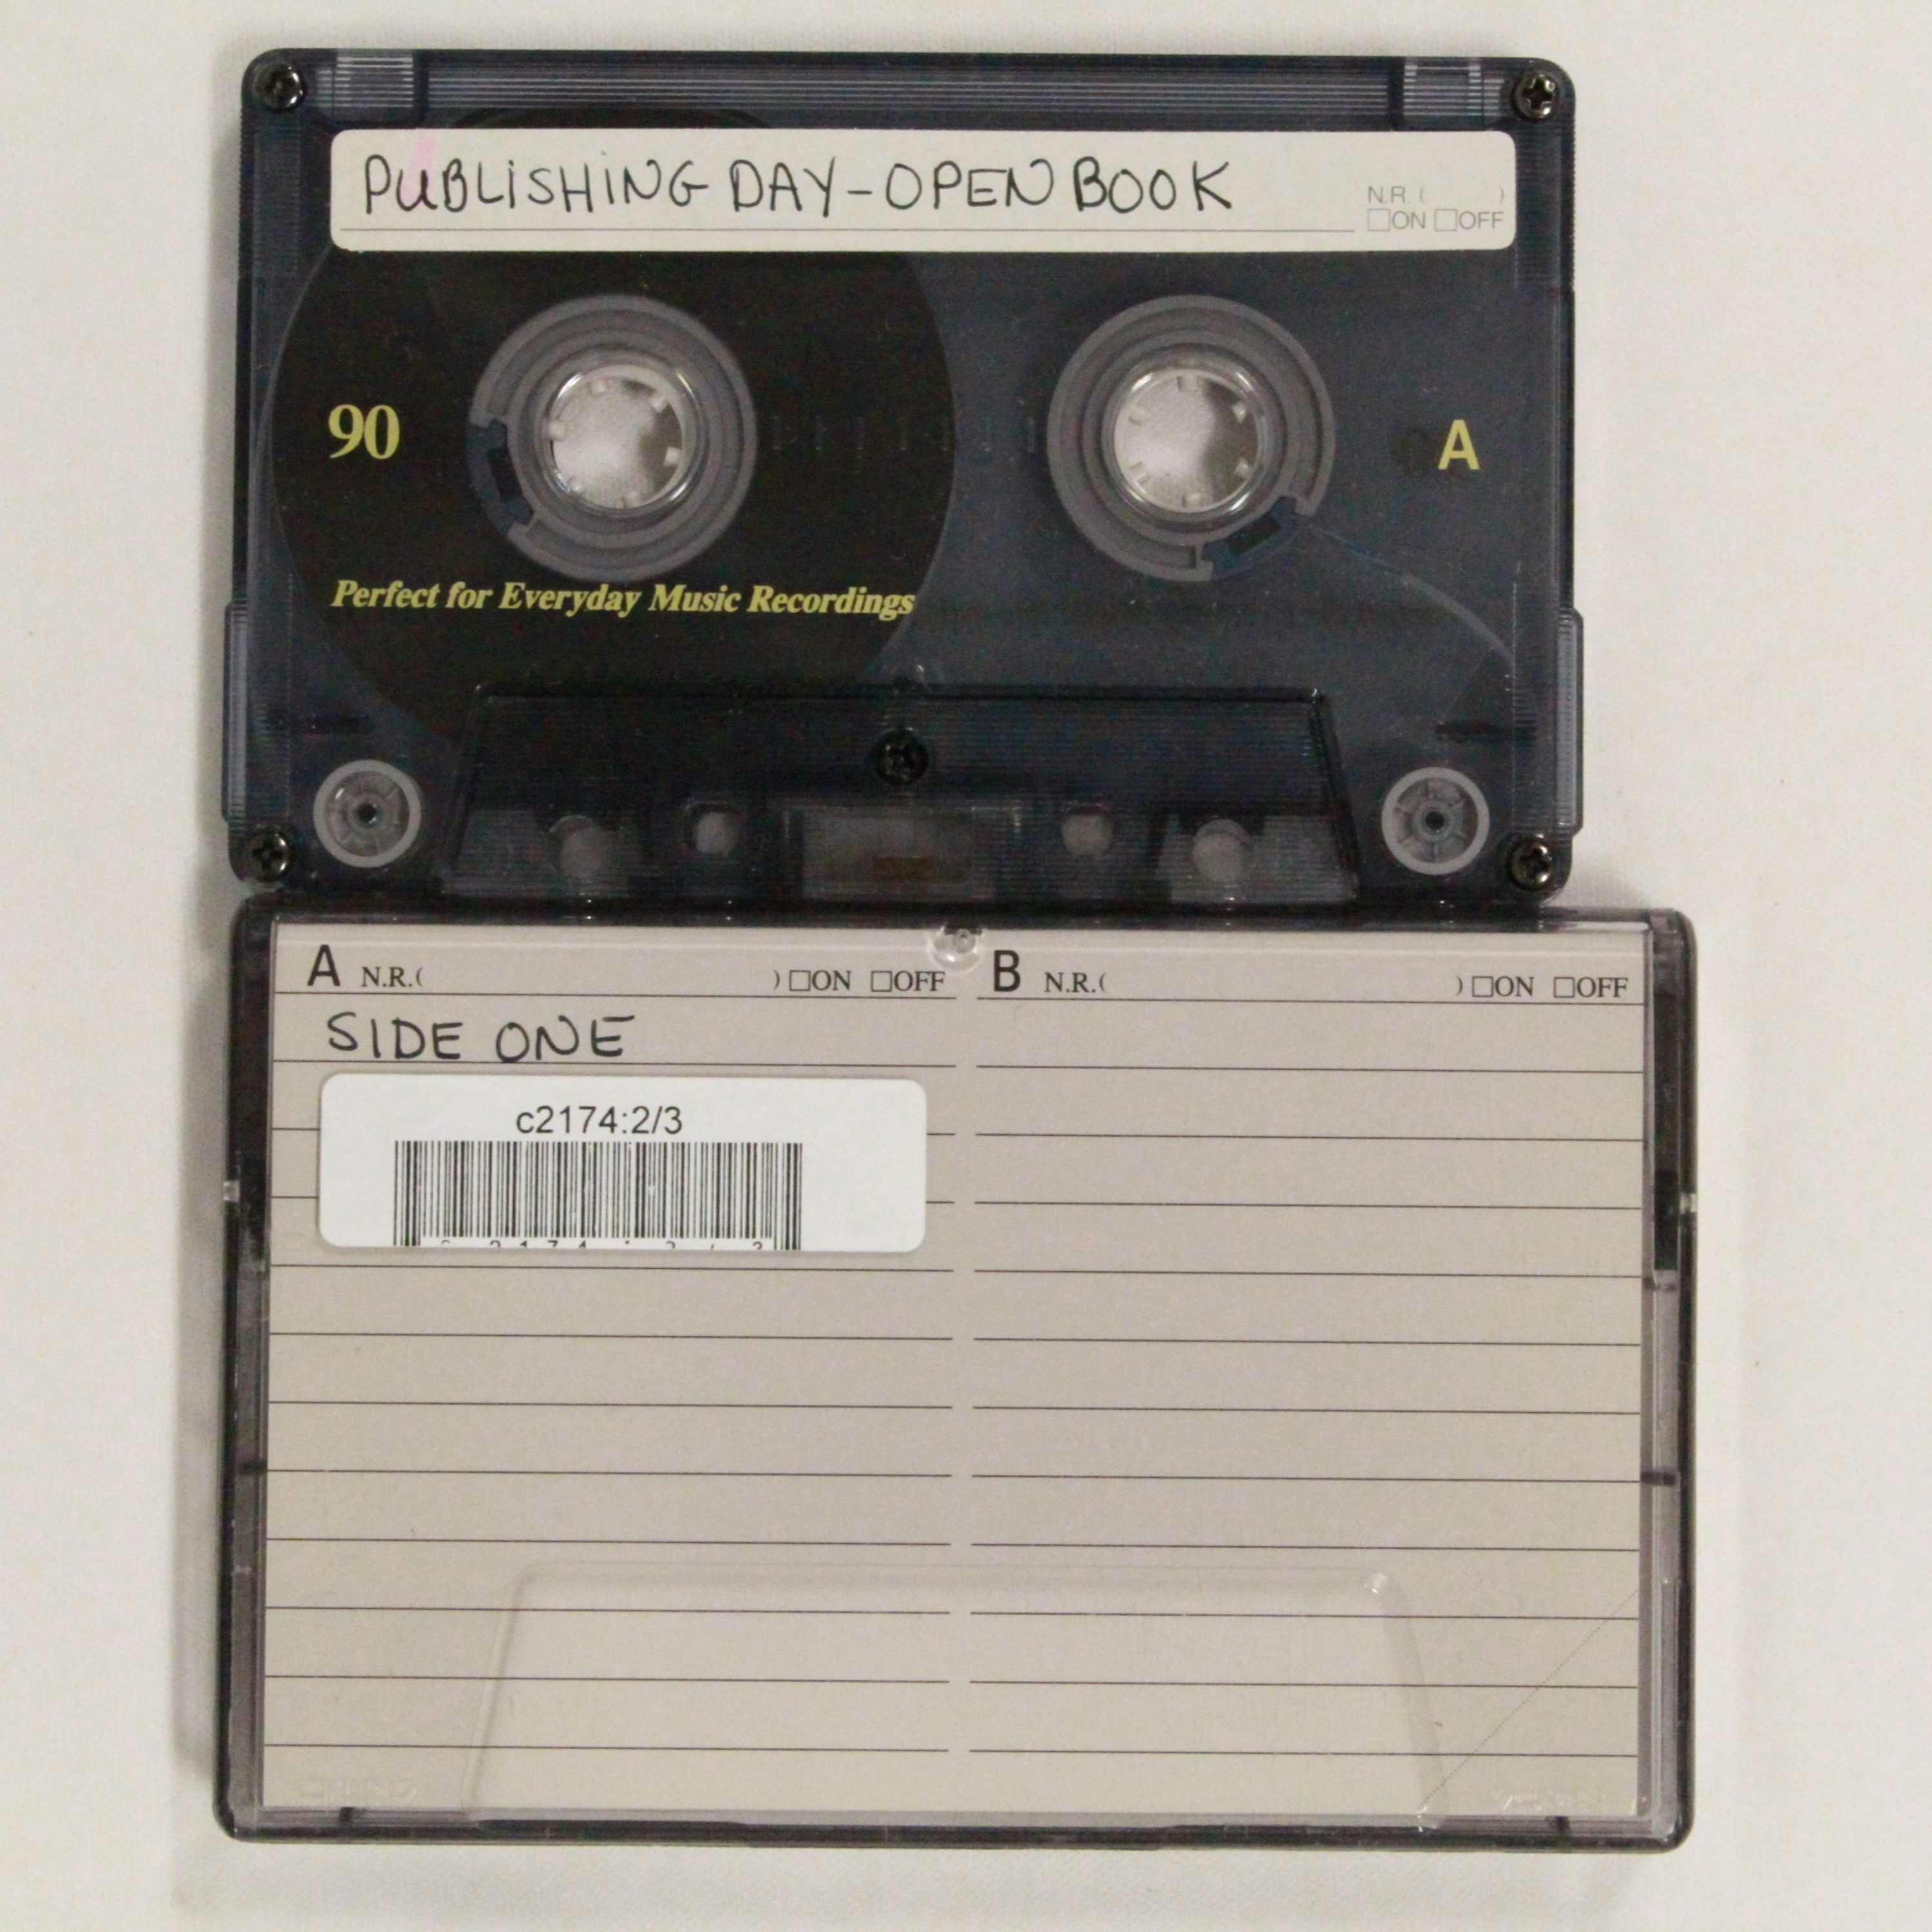 PUBLISHING DAY - OPEN BOOK
N.R. ( )
□ON □OFF
90
A
Perfect for Everyday Music Recordings
A N.R.( ) □ON □OFF
B N.R.( ) □ON □OFF
SIDE ONE
c2174:2/3